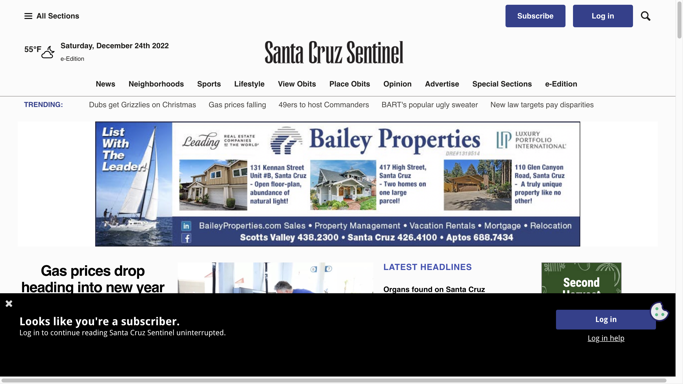 All Sections
Subscribe
Log in
55°F
Saturday, December 24th 2022
e-Edition
Santa Cruz Sentinel
News Neighborhoods Sports Lifestyle View Obits Place Obits Opinion Advertise Special Sections e-Edition
TRENDING: Dubs get Grizzlies on Christmas Gas prices falling 49ers to host Commanders BART's popular ugly sweater New law targets pay disparities
List
With
The
Leader!
Leading REAL ESTATE
COMPANIES
OF THE WORLD
Bailey Properties
LP LUXURY
PORTFOLIO
INTERNATIONAL
131 Kennan Street
Unit #B, Santa Cruz
- Open floor-plan,
abundance of
natural light!
417 High Street,
Santa Cruz
- Two homes on
one large
parcel!
110 Glen Canyon
Road, Santa Cruz
- A truly unique
property like no
other!
in
f
BaileyProperties.com Sales • Property Management • Vacation Rentals • Mortgage • Relocation
Scotts Valley 438.2300 • Santa Cruz 426.4100 • Aptos 688.7434
Gas prices drop
heading into new year
LATEST HEADLINES
Organs found on Santa Cruz
Second
Looks like you're a subscriber.
Log in to continue reading Santa Cruz Sentinel uninterrupted.
Log in
Log in help